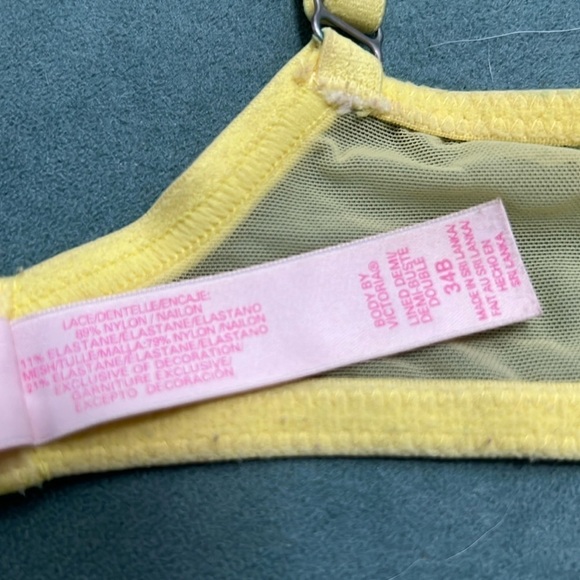 LACE/DENTELLE/ENCAJE:
89% NYLON / NAILON
11% ELASTANE/ELASTANE/ELASTANO
MESH/TULLE/MALLA-79% NYLON / NAILON
21% ELASTANE/ELASTANE/ELASTANO
EXCLUSIVE OF DECORATION.
GARNITURE EXCLUSIVE
EXCEPTO DECORACIÓN
BODY BY
VICTORIA®
LINED DEMI/
DEMI BUSTE
DOUBLE
34B
MADE IN SRI LANKA/
FAIT AU SRI LANKA/
HECHO EN
SRI LANKA